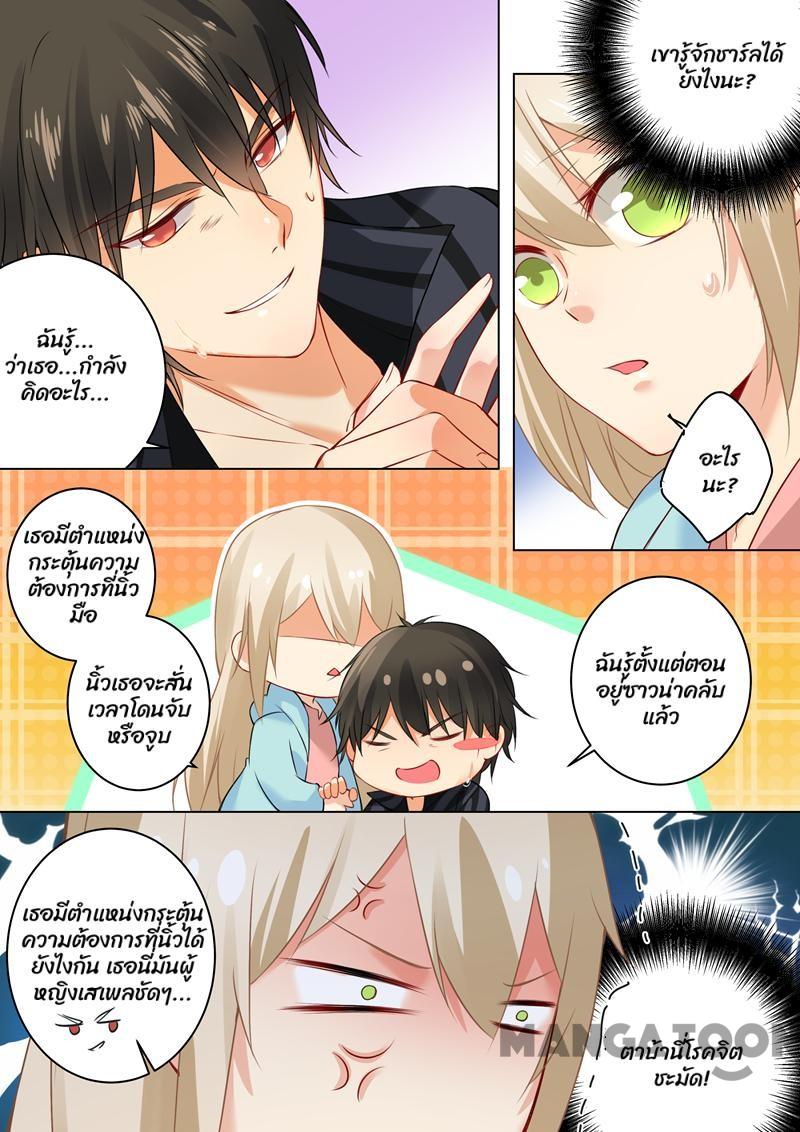 เขารู้จักชาร์ลได้
ยังไงนะ?
ฉันรู้...
ว่าเธอ...กำลัง
คิดอะไร...
อะไร
นะ?
เธอมีตำแหน่ง
กระตุ้นความ
ต้องการที่นิ้ว
มือ
นิ้วเธอจะสั่น
เวลาโดนจับ
หรือจูบ
ฉันรู้ตั้งแต่ตอน
อยู่ซาวน่าคลับ
แล้ว
เธอมีตำแหน่งกระตุ้น
ความต้องการที่นิ้วได้
ยังไงกัน เธอนี่มันผู้
หญิงเสเพลชัดๆ...
MANGATOON
ตาบ้านี่โรคจิต
ชะมัด!